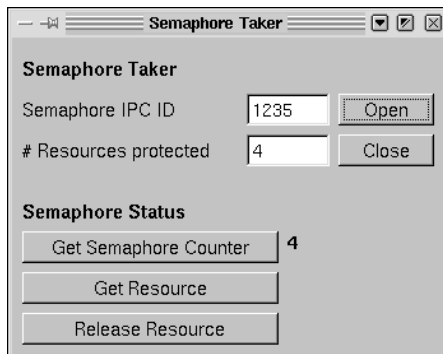 Semaphore Taker
Semaphore Taker
Semaphore IPC ID 1235 Open
# Resources protected 4 Close
Semaphore Status
Get Semaphore Counter 4
Get Resource
Release Resource